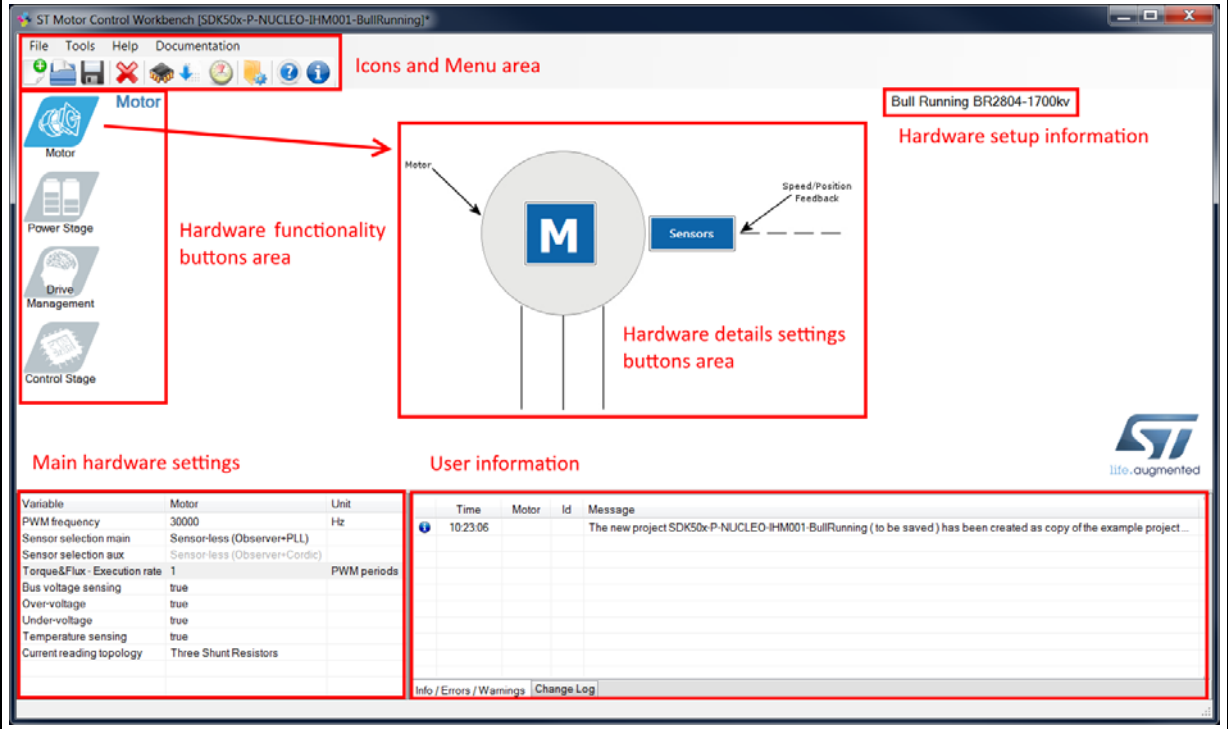 ST Motor Control Workbench [SDK50x-P-NUCLEO-IHM001-BullRunning]*
File Tools Help Documentation
Icons and Menu area
Motor
Bull Running BR2804-1700kv
Hardware setup information
Motor
Power Stage
Drive
Management
Control Stage
Hardware functionality
buttons area
Motor
M
Sensors
Speed/Position
Feedback
Hardware details settings
buttons area
ST
life.augmented
Main hardware settings
User information
Variable Motor Unit
PWM frequency 30000 Hz
Sensor selection main Sensor-less (Observer+PLL)
Sensor selection aux Sensor-less (Observer+Cordic)
Torque&Flux - Execution rate 1 PWM periods
Bus voltage sensing true
Over-voltage true
Under-voltage true
Temperature sensing true
Current reading topology Three Shunt Resistors
Time Motor Id Message
10:23:06 The new project SDK50x-P-NUCLEO-IHM001-BullRunning ( to be saved ) has been created as copy of the example project ...
Info / Errors / Warnings Change Log